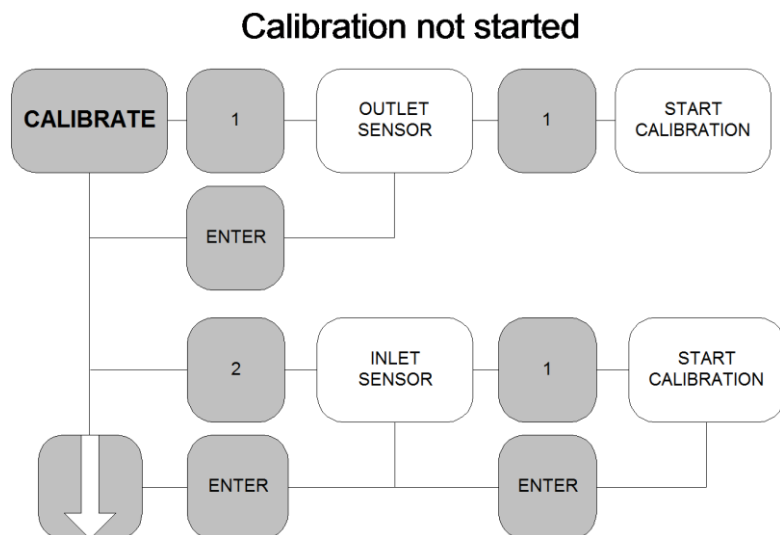 Calibration not started
CALIBRATE
1
OUTLET
SENSOR
1
START
CALIBRATION
ENTER
2
INLET
SENSOR
1
START
CALIBRATION
ENTER
ENTER